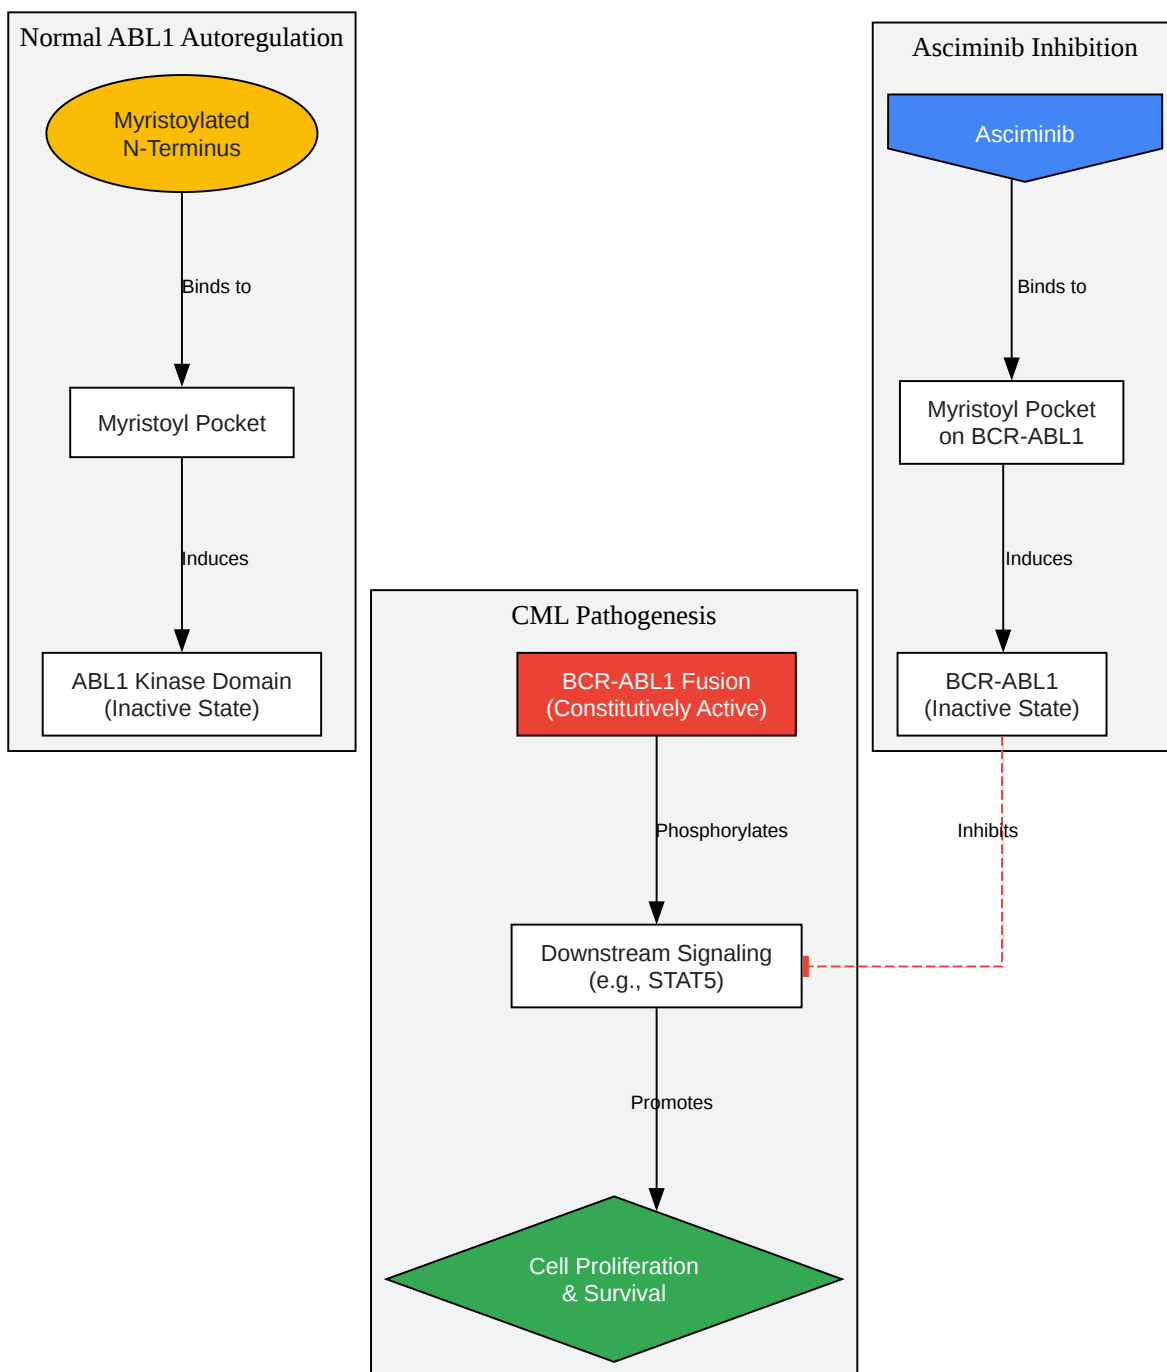 Normal ABL1 Autoregulation
Myristoylated
N-Terminus
Binds to
Myristoyl Pocket
Induces
ABL1 Kinase Domain
(Inactive State)
CML Pathogenesis
BCR-ABL1 Fusion
(Constitutively Active)
Phosphorylates
Downstream Signaling
(e.g., STAT5)
Promotes
Cell Proliferation
& Survival
Asciminib Inhibition
Asciminib
Binds to
Myristoyl Pocket
on BCR-ABL1
Induces
BCR-ABL1
(Inactive State)
Inhibits